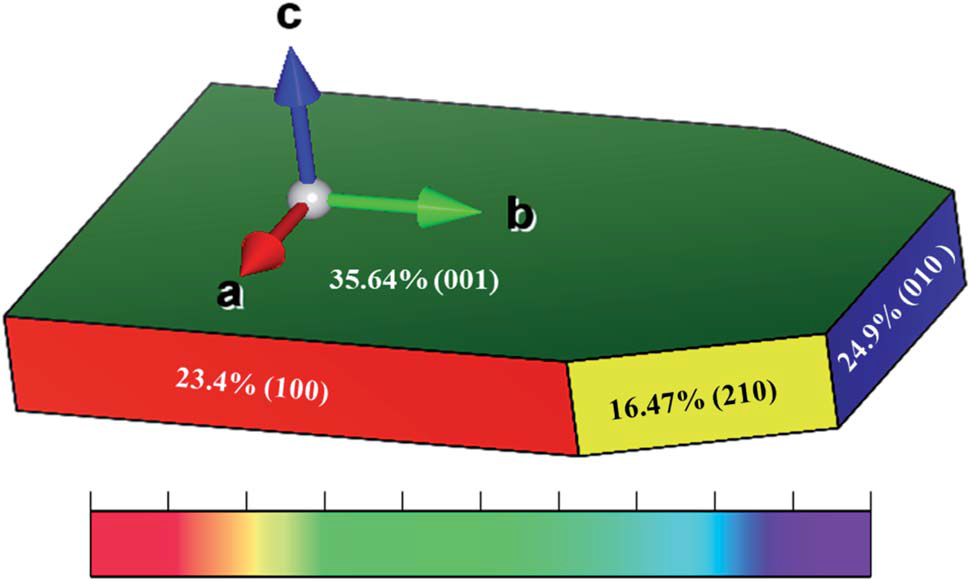 c
b
a
35.64% (001)
23.4% (100)
16.47% (210)
24.9% (010)